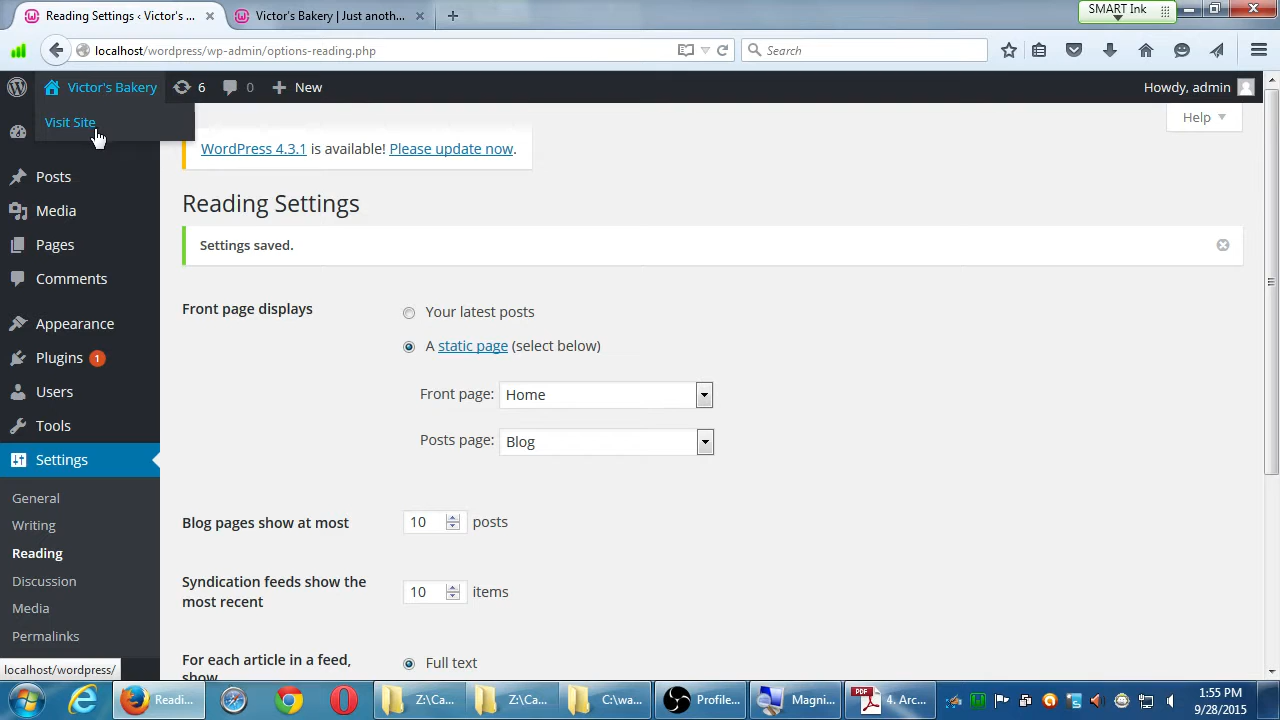 Reading Settings ‹ Victor's ...
Victor's Bakery | Just anoth...
SMART Ink
localhost/wordpress/wp-admin/options-reading.php
Search
Victor's Bakery
6
0
New
Howdy, admin
Visit Site
Help
WordPress 4.3.1 is available! Please update now.
Posts
Media
Pages
Comments
Appearance
Plugins 1
Users
Tools
Settings
General
Writing
Reading
Discussion
Media
Permalinks
Reading Settings
Settings saved.
Front page displays
Your latest posts
A static page (select below)
Front page: Home
Posts page: Blog
Blog pages show at most
10 posts
Syndication feeds show the
most recent
10 items
For each article in a feed,
show
Full text
localhost/wordpress/
Readi...
Z:\Ca...
Z:\Ca...
C:\wa...
Profile...
Magni...
PDF
4. Arc...
1:55 PM
9/28/2015